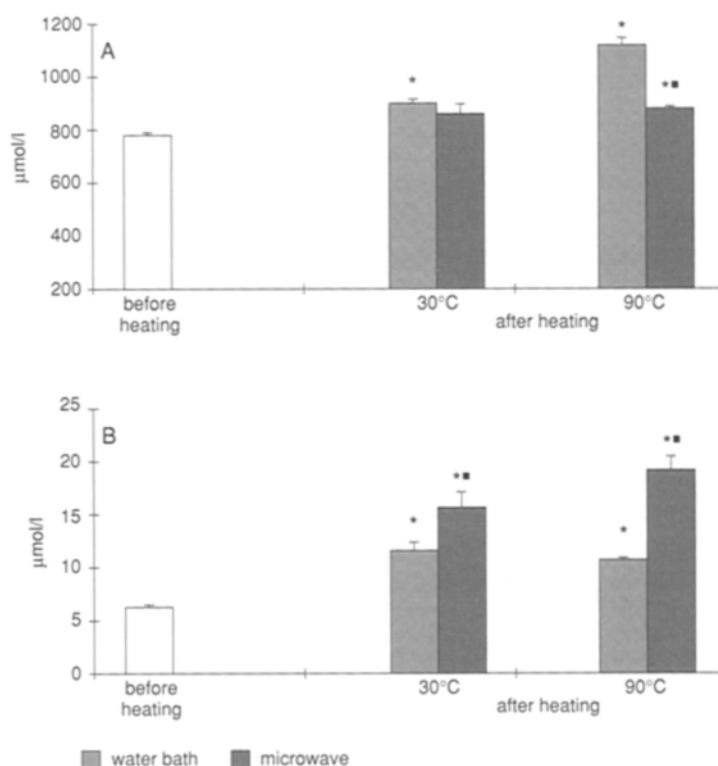 A
1200
1000
800
600
400
200
μmol/l
*
*
*■
before
heating
30°C
90°C
after heating
B
25
20
15
10
5
0
μmol/l
*
*■
*
*■
before
heating
30°C
90°C
after heating
water bath
microwave